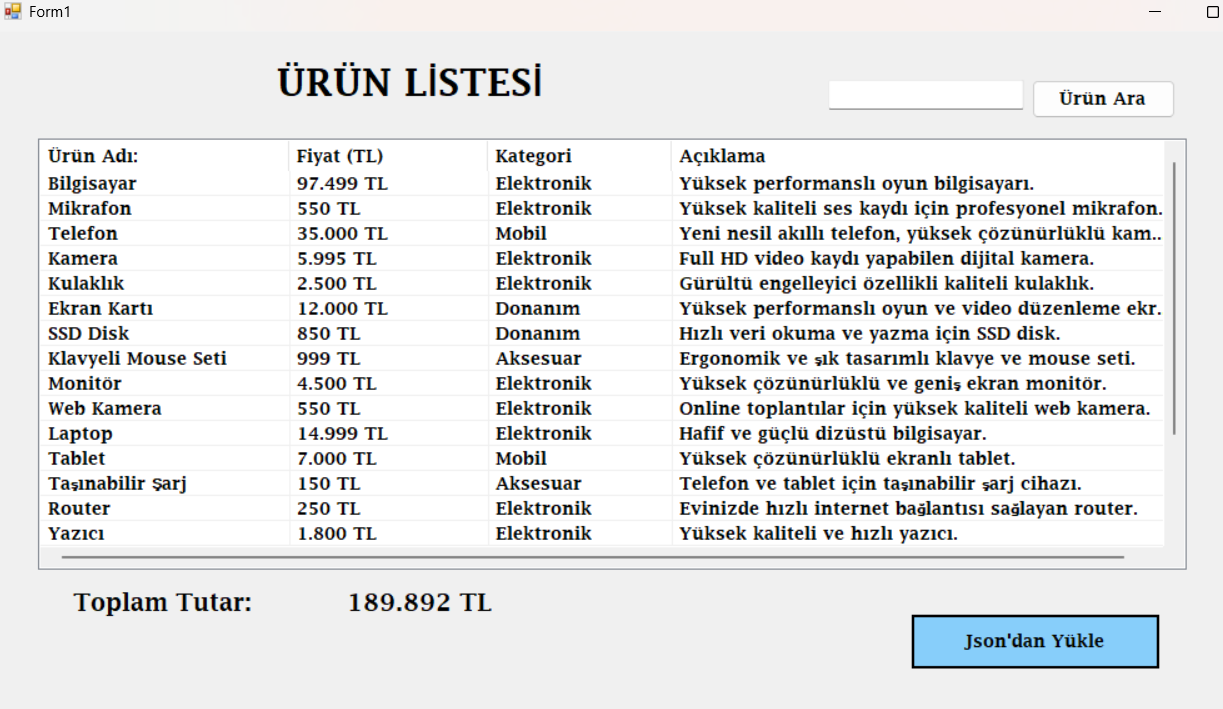 Form1
ÜRÜN LİSTESİ
Ürün Ara
Ürün Adı: Fiyat (TL) Kategori Açıklama
Bilgisayar 97.499 TL Elektronik Yüksek performanslı oyun bilgisayarı.
Mikrafon 550 TL Elektronik Yüksek kaliteli ses kaydı için profesyonel mikrafon.
Telefon 35.000 TL Mobil Yeni nesil akıllı telefon, yüksek çözünürlüklü kam..
Kamera 5.995 TL Elektronik Full HD video kaydı yapabilen dijital kamera.
Kulaklık 2.500 TL Elektronik Gürültü engelleyici özellikli kaliteli kulaklık.
Ekran Kartı 12.000 TL Donanım Yüksek performanslı oyun ve video düzenleme ekr.
SSD Disk 850 TL Donanım Hızlı veri okuma ve yazma için SSD disk.
Klavyeli Mouse Seti 999 TL Aksesuar Ergonomik ve şık tasarımlı klavye ve mouse seti.
Monitör 4.500 TL Elektronik Yüksek çözünürlüklü ve geniş ekran monitör.
Web Kamera 550 TL Elektronik Online toplantılar için yüksek kaliteli web kamera.
Laptop 14.999 TL Elektronik Hafif ve güçlü dizüstü bilgisayar.
Tablet 7.000 TL Mobil Yüksek çözünürlüklü ekranlı tablet.
Taşınabilir Şarj 150 TL Aksesuar Telefon ve tablet için taşınabilir şarj cihazı.
Router 250 TL Elektronik Evinizde hızlı internet bağlantısı sağlayan router.
Yazıcı 1.800 TL Elektronik Yüksek kaliteli ve hızlı yazıcı.
Toplam Tutar: 189.892 TL
Json'dan Yükle